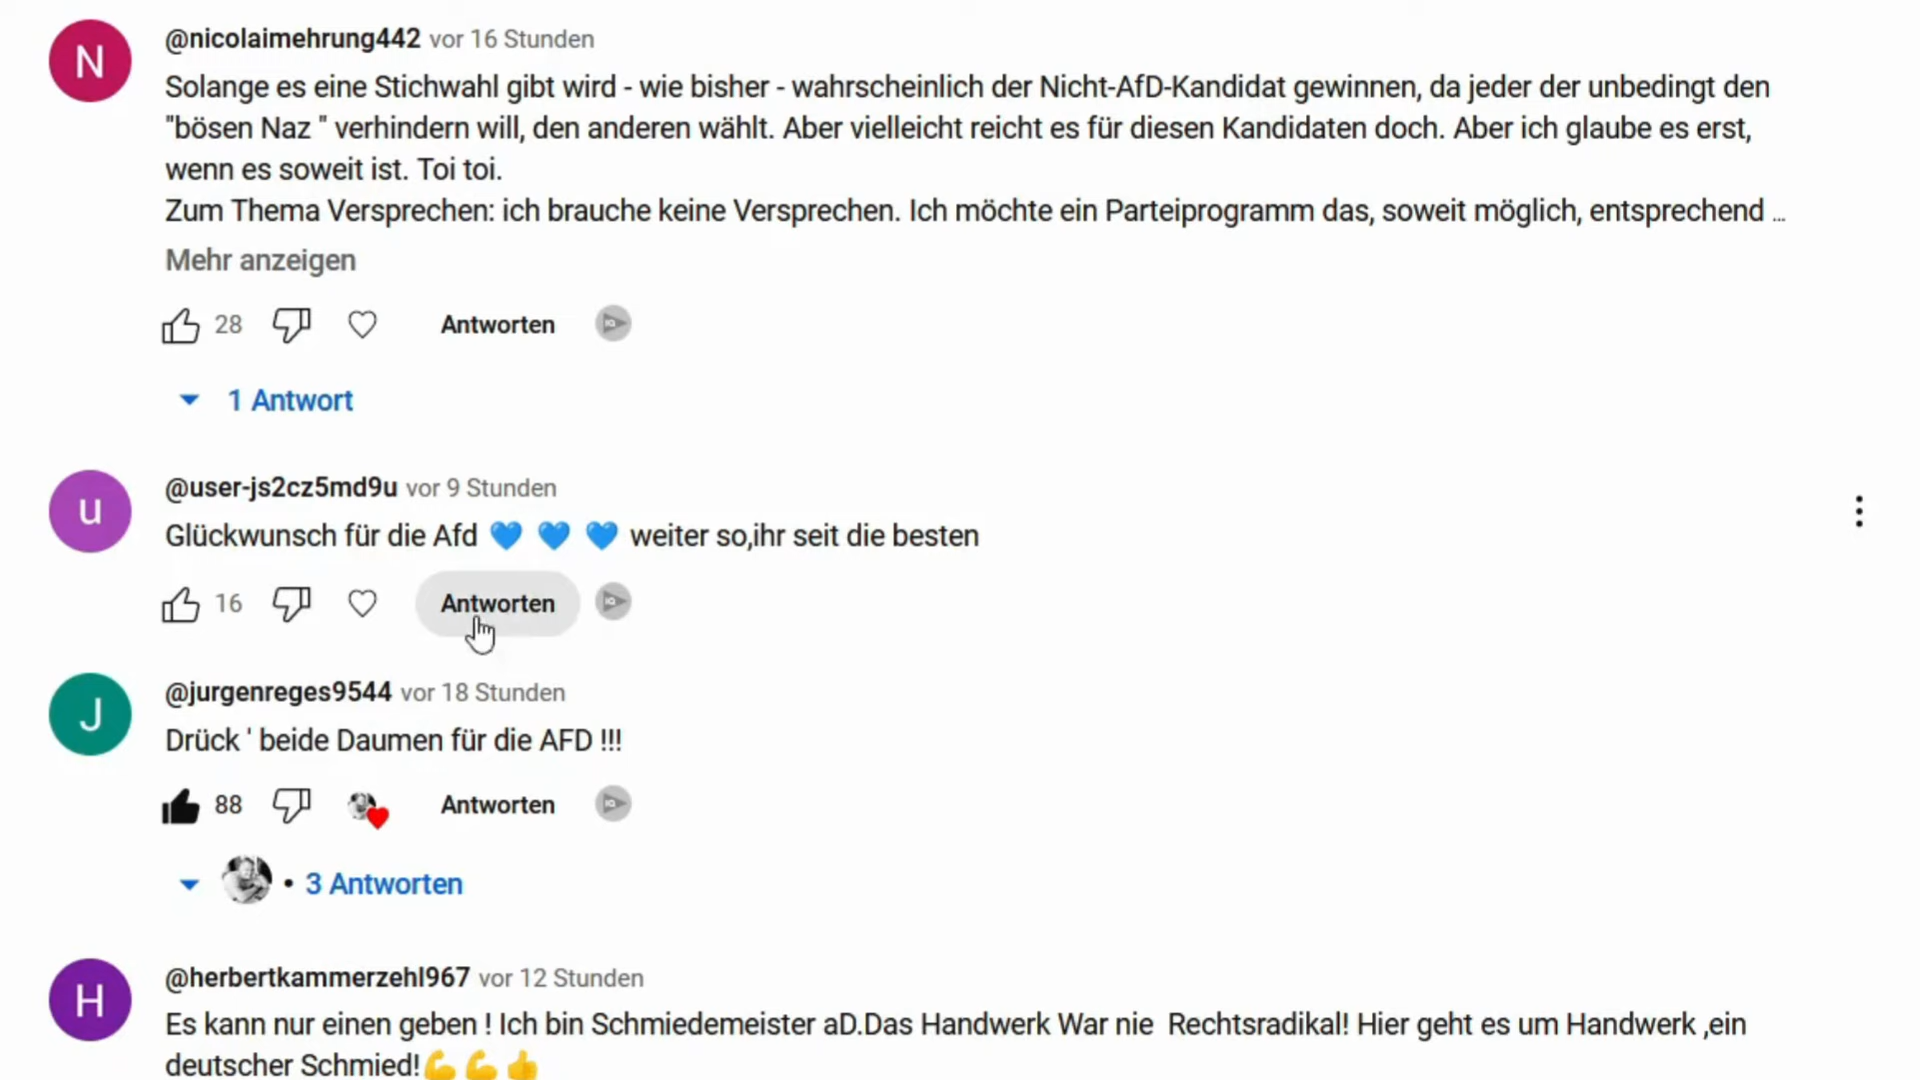 N
@nicolaimehrung442 vor 16 Stunden
Solange es eine Stichwahl gibt wird - wie bisher - wahrscheinlich der Nicht-AfD-Kandidat gewinnen, da jeder der unbedingt den
"bösen Naz " verhindern will, den anderen wählt. Aber vielleicht reicht es für diesen Kandidaten doch. Aber ich glaube es erst,
wenn es soweit ist. Toi toi.
Zum Thema Versprechen: ich brauche keine Versprechen. Ich möchte ein Parteiprogramm das, soweit möglich, entsprechend ...
Mehr anzeigen
28 Antworten
1 Antwort
u
@user-js2cz5md9u vor 9 Stunden
Glückwunsch für die Afd 💙 💙 💙 weiter so,ihr seit die besten
16 Antworten
J
@jurgenreges9544 vor 18 Stunden
Drück ' beide Daumen für die AFD !!!
88 Antworten
• 3 Antworten
H
@herbertkammerzehl967 vor 12 Stunden
Es kann nur einen geben ! Ich bin Schmiedemeister aD.Das Handwerk War nie Rechtsradikal! Hier geht es um Handwerk ,ein
deutscher Schmied!💪💪👍